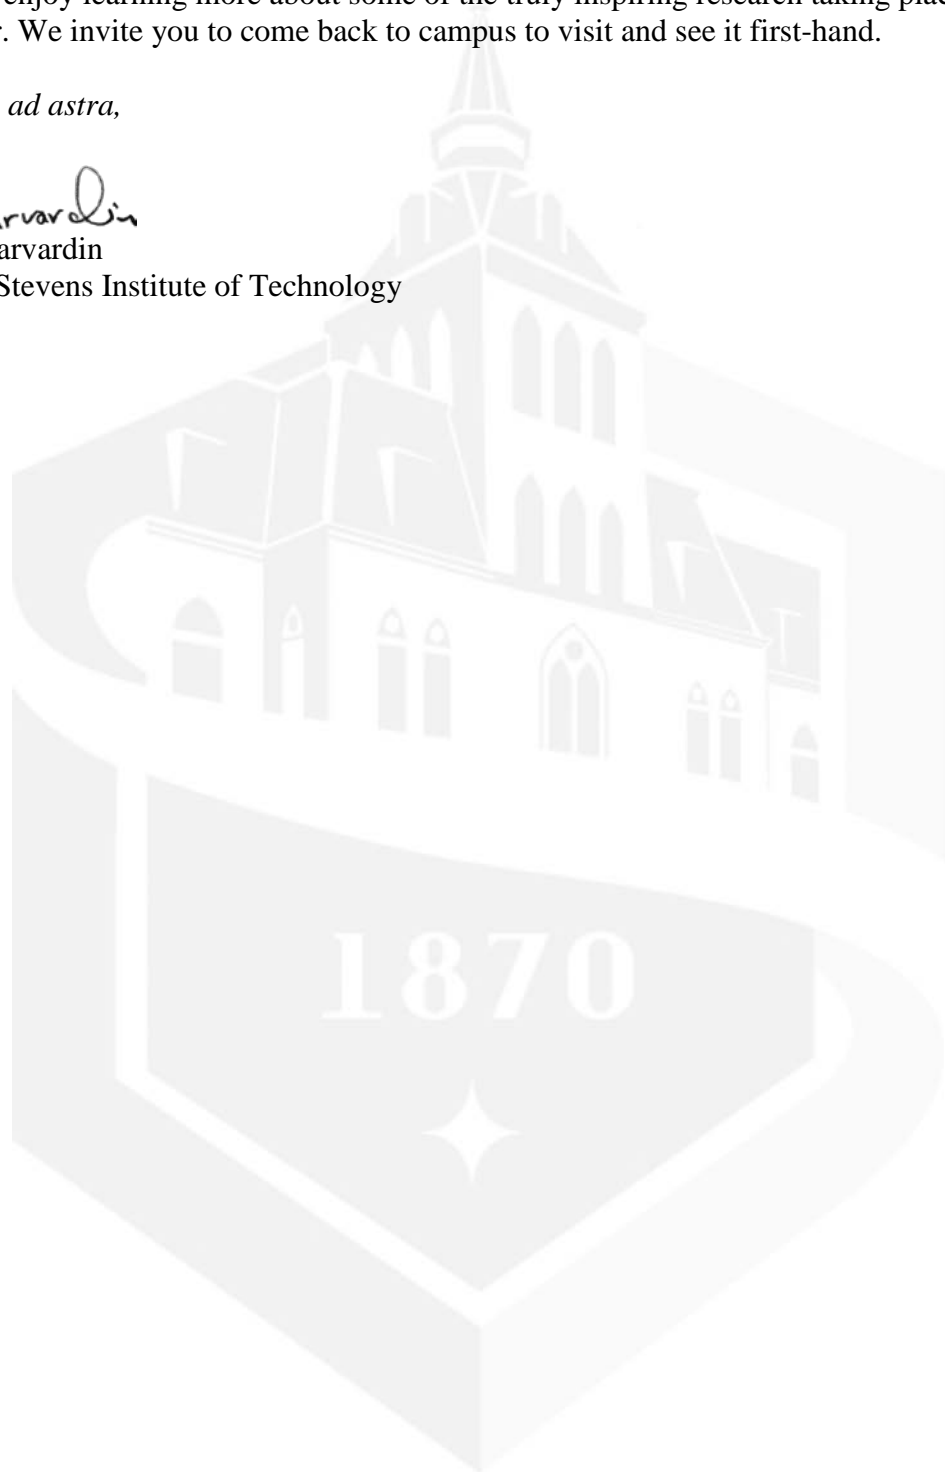 enjoy learning more about some of the truly inspiring research taking plac
. We invite you to come back to campus to visit and see it first-hand.
ad astra,
arvardin
Stevens Institute of Technology
1870